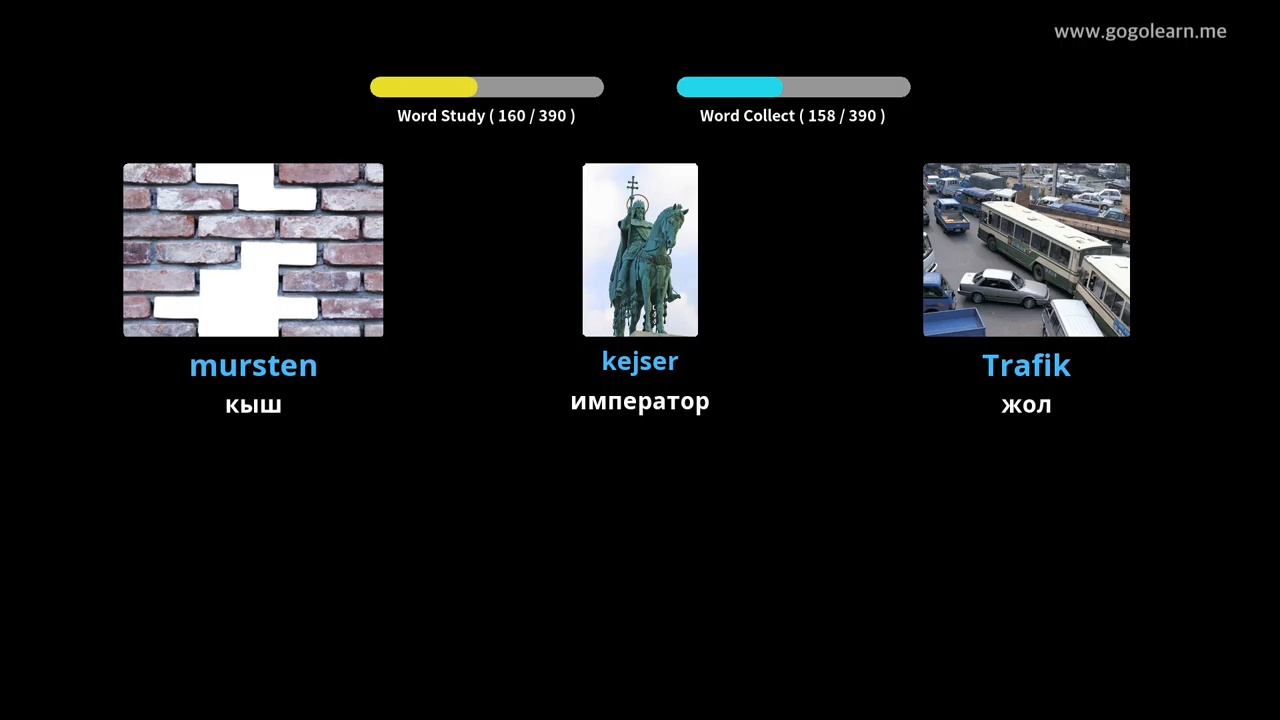 www.gogolearn.me
Word Study ( 160 / 390 )
Word Collect ( 158 / 390 )
mursten
kejser
Trafik
кыш
император
жол